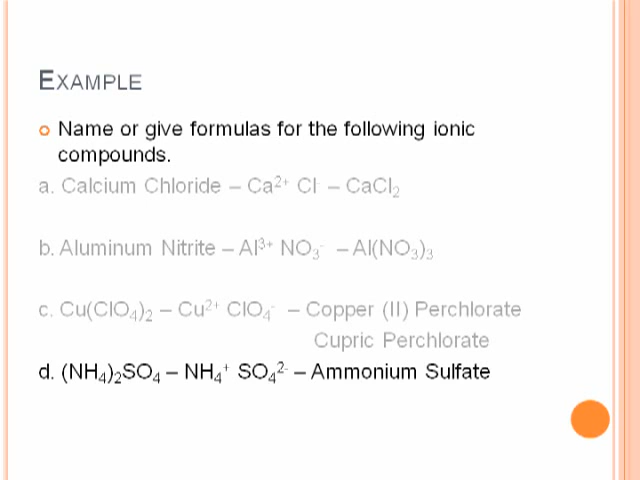 EXAMPLE
Name or give formulas for the following ionic
compounds.
a. Calcium Chloride – Ca²⁺ Cl⁻ – CaCl₂
b. Aluminum Nitrite – Al³⁺ NO₃⁻ – Al(NO₃)₃
c. Cu(ClO₄)₂ – Cu²⁺ ClO₄⁻ – Copper (II) Perchlorate
Cupric Perchlorate
d. (NH₄)₂SO₄ – NH₄⁺ SO₄²⁻ – Ammonium Sulfate